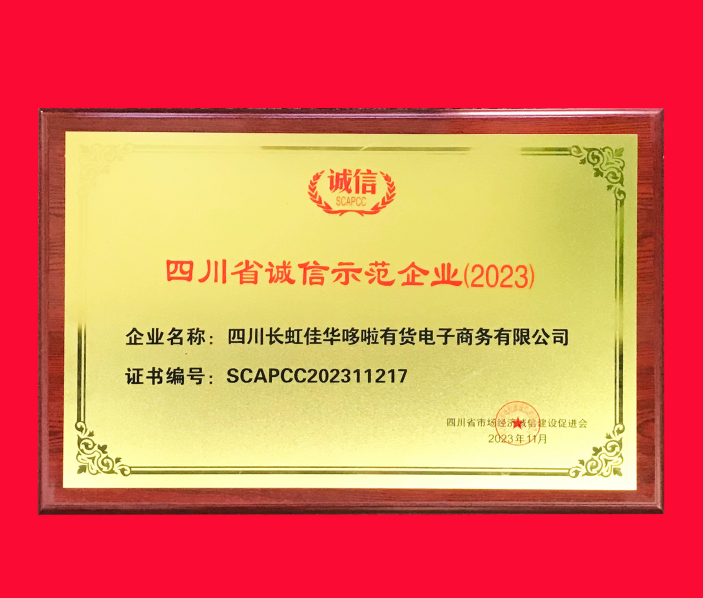 诚信
SCAPCC
四川省诚信示范企业(2023)
企业名称：四川长虹佳华哆啦有货电子商务有限公司
证书编号：SCAPCC202311217
四川省市场经济诚信建设促进会
2023年11月